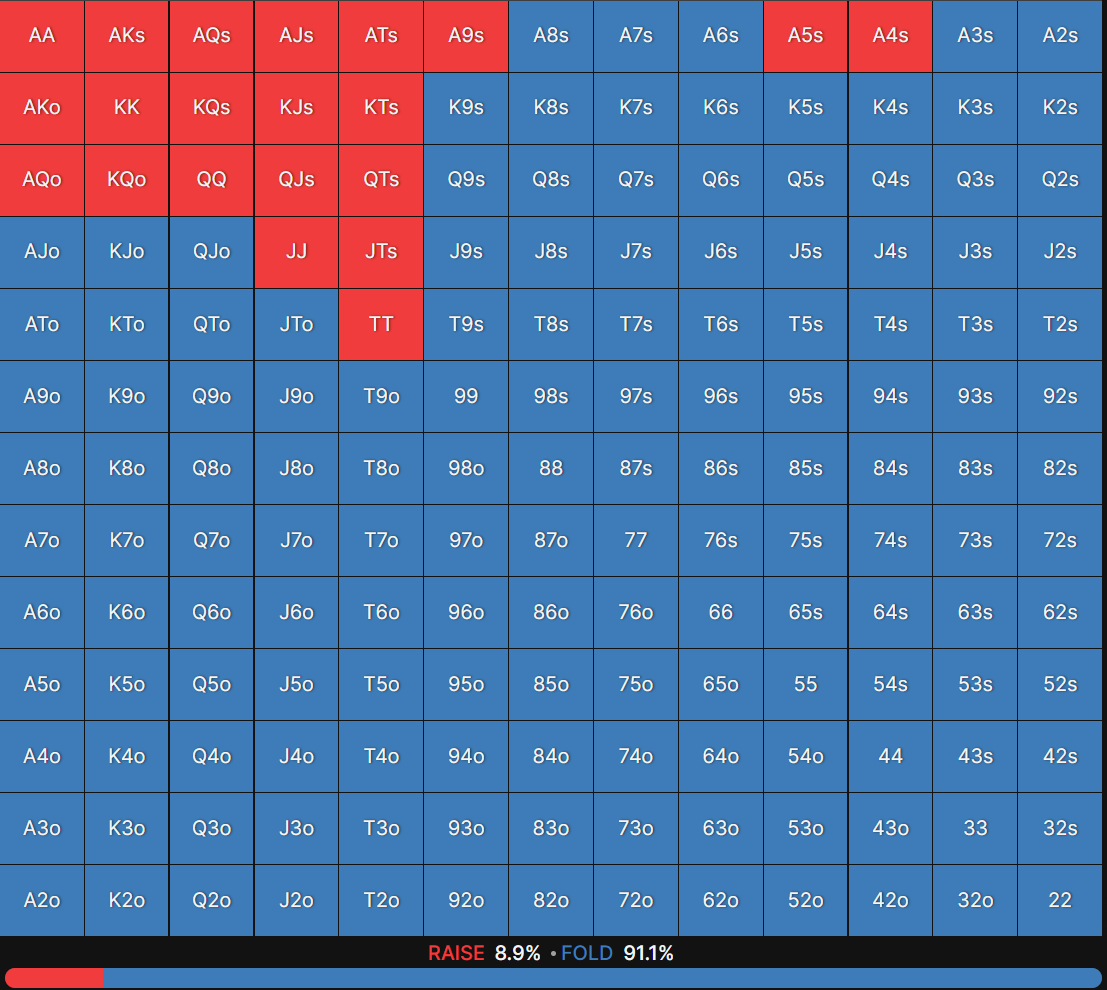 AA AKs AQs AJs ATs A9s A8s A7s A6s A5s A4s A3s A2s
AKo KK KQs KJs KTs K9s K8s K7s K6s K5s K4s K3s K2s
AQo KQo QQ QJs QTs Q9s Q8s Q7s Q6s Q5s Q4s Q3s Q2s
AJo KJo QJo JJ JTs J9s J8s J7s J6s J5s J4s J3s J2s
ATo KTo QTo JTo TT T9s T8s T7s T6s T5s T4s T3s T2s
A9o K9o Q9o J9o T9o 99 98s 97s 96s 95s 94s 93s 92s
A8o K8o Q8o J8o T8o 98o 88 87s 86s 85s 84s 83s 82s
A7o K7o Q7o J7o T7o 97o 87o 77 76s 75s 74s 73s 72s
A6o K6o Q6o J6o T6o 96o 86o 76o 66 65s 64s 63s 62s
A5o K5o Q5o J5o T5o 95o 85o 75o 65o 55 54s 53s 52s
A4o K4o Q4o J4o T4o 94o 84o 74o 64o 54o 44 43s 42s
A3o K3o Q3o J3o T3o 93o 83o 73o 63o 53o 43o 33 32s
A2o K2o Q2o J2o T2o 92o 82o 72o 62o 52o 42o 32o 22
RAISE 8.9% • FOLD 91.1%